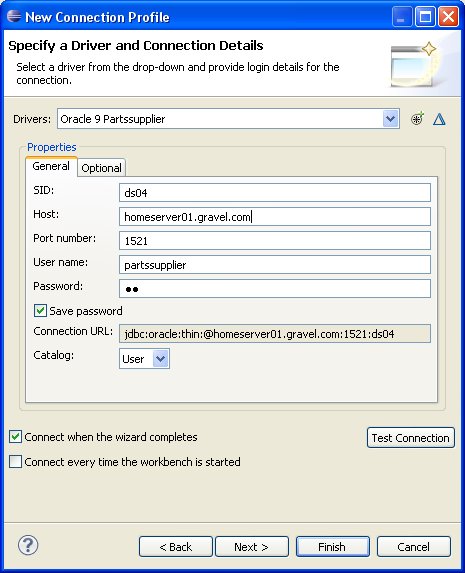 New Connection Profile
Specify a Driver and Connection Details
Select a driver from the drop-down and provide login details for the
connection.
Drivers: Oracle 9 Partssupplier
Properties
General Optional
SID: ds04
Host: homeserver01.gravel.com
Port number: 1521
User name: partssupplier
Password: ●●
Save password
Connection URL: jdbc:oracle:thin:@homeserver01.gravel.com:1521:ds04
Catalog: User
Connect when the wizard completes
Test Connection
Connect every time the workbench is started
? < Back Next > Finish Cancel